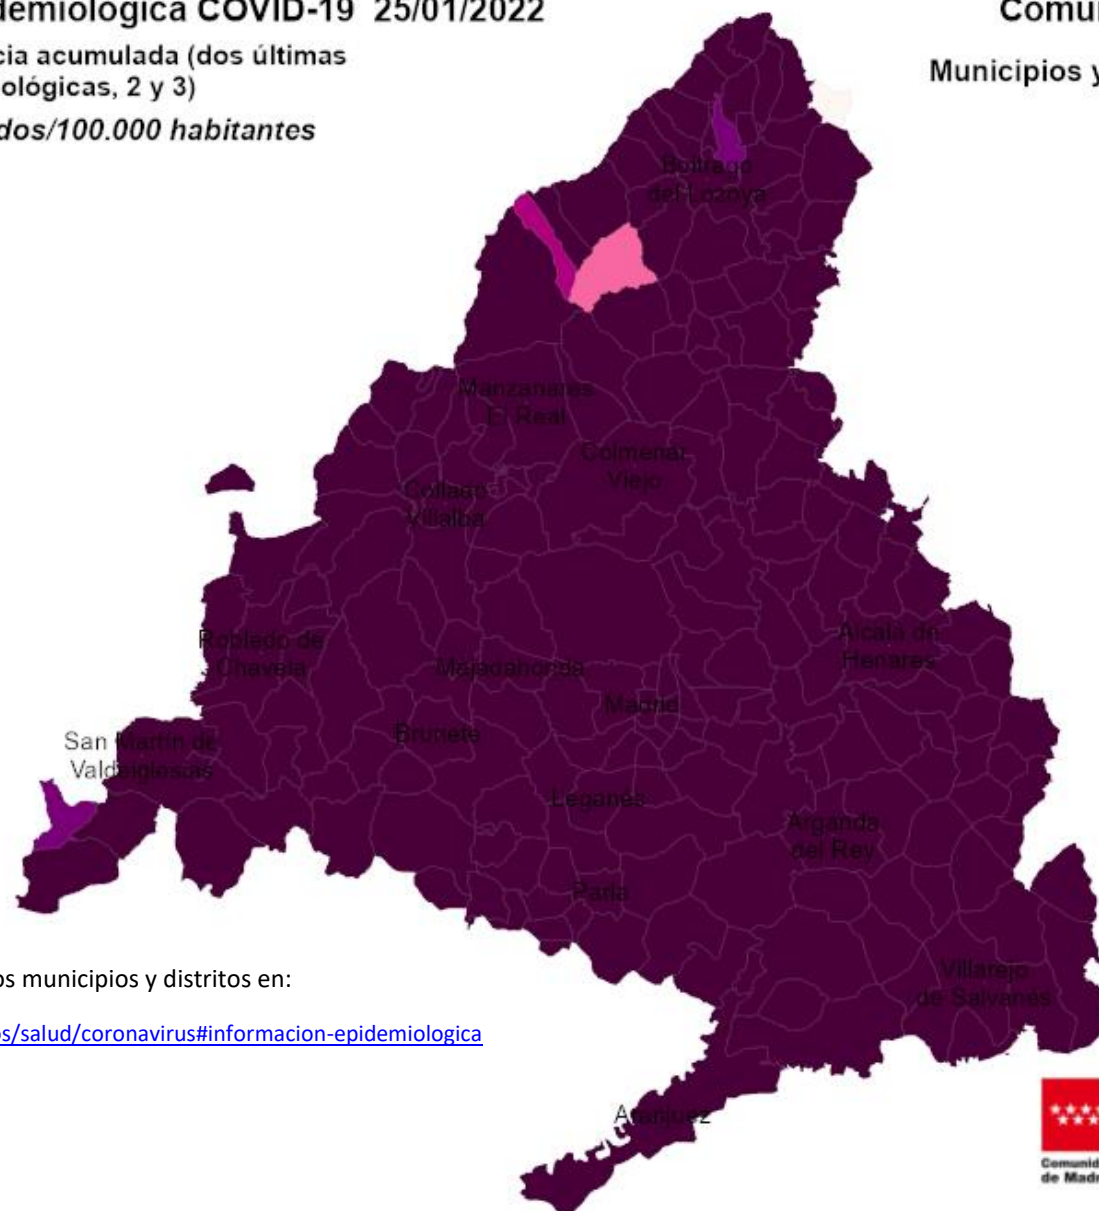 demiológica COVID-19 25/01/2022
Comu
cia acumulada (dos últimas
ológicas, 2 y 3)
Municipios y
dos/100.000 habitantes
Buitrago
del Lozoya
Manzanares
El Real
Colmenar
Viejo
Collado
Villalba
Robledo de
Chavela
Alcalá de
Henares
Majadahonda
Madrid
Brunete
San Martín de
Valdeiglesias
Leganés
Arganda
del Rey
Parla
os municipios y distritos en:
Villarejo
de Salvanés
os/salud/coronavirus#informacion-epidemiologica
Aranjuez
Comunid
de Madr